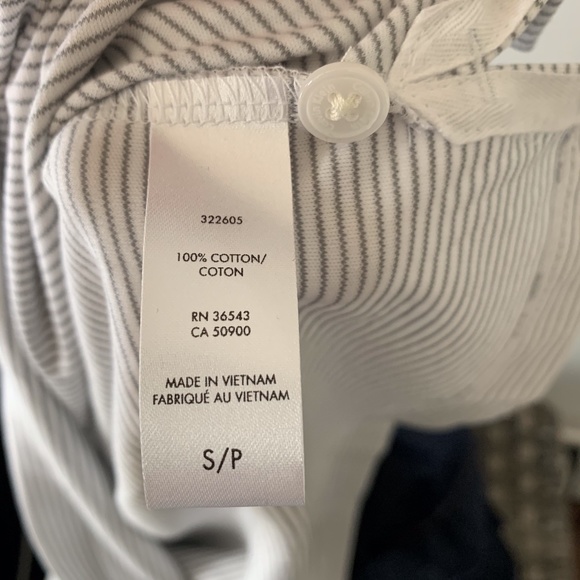 322605
100% COTTON/
COTON
RN 36543
CA 50900
MADE IN VIETNAM
FABRIQUÉ AU VIETNAM
S/P